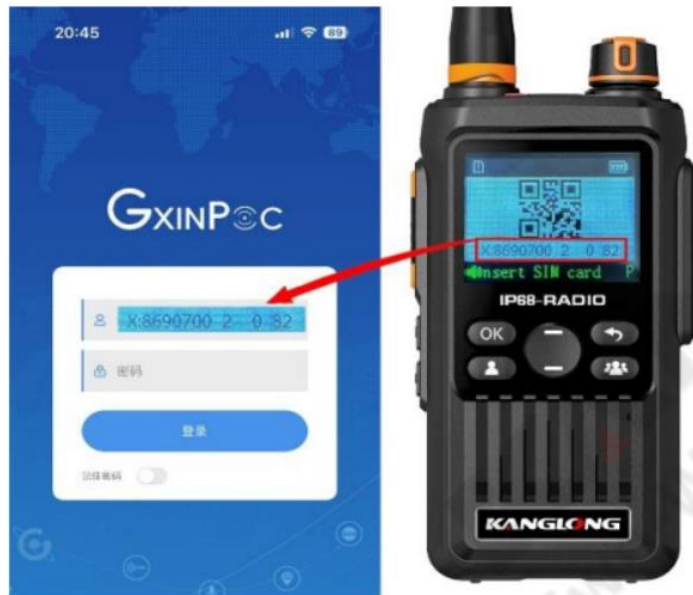 20:45
89
GXINPOC
X:8690700 2 0 82
密码
登录
记住密码
X:8690700 2 0 82
Insert SIM card P
IP68-RADIO
OK
KANGLONG